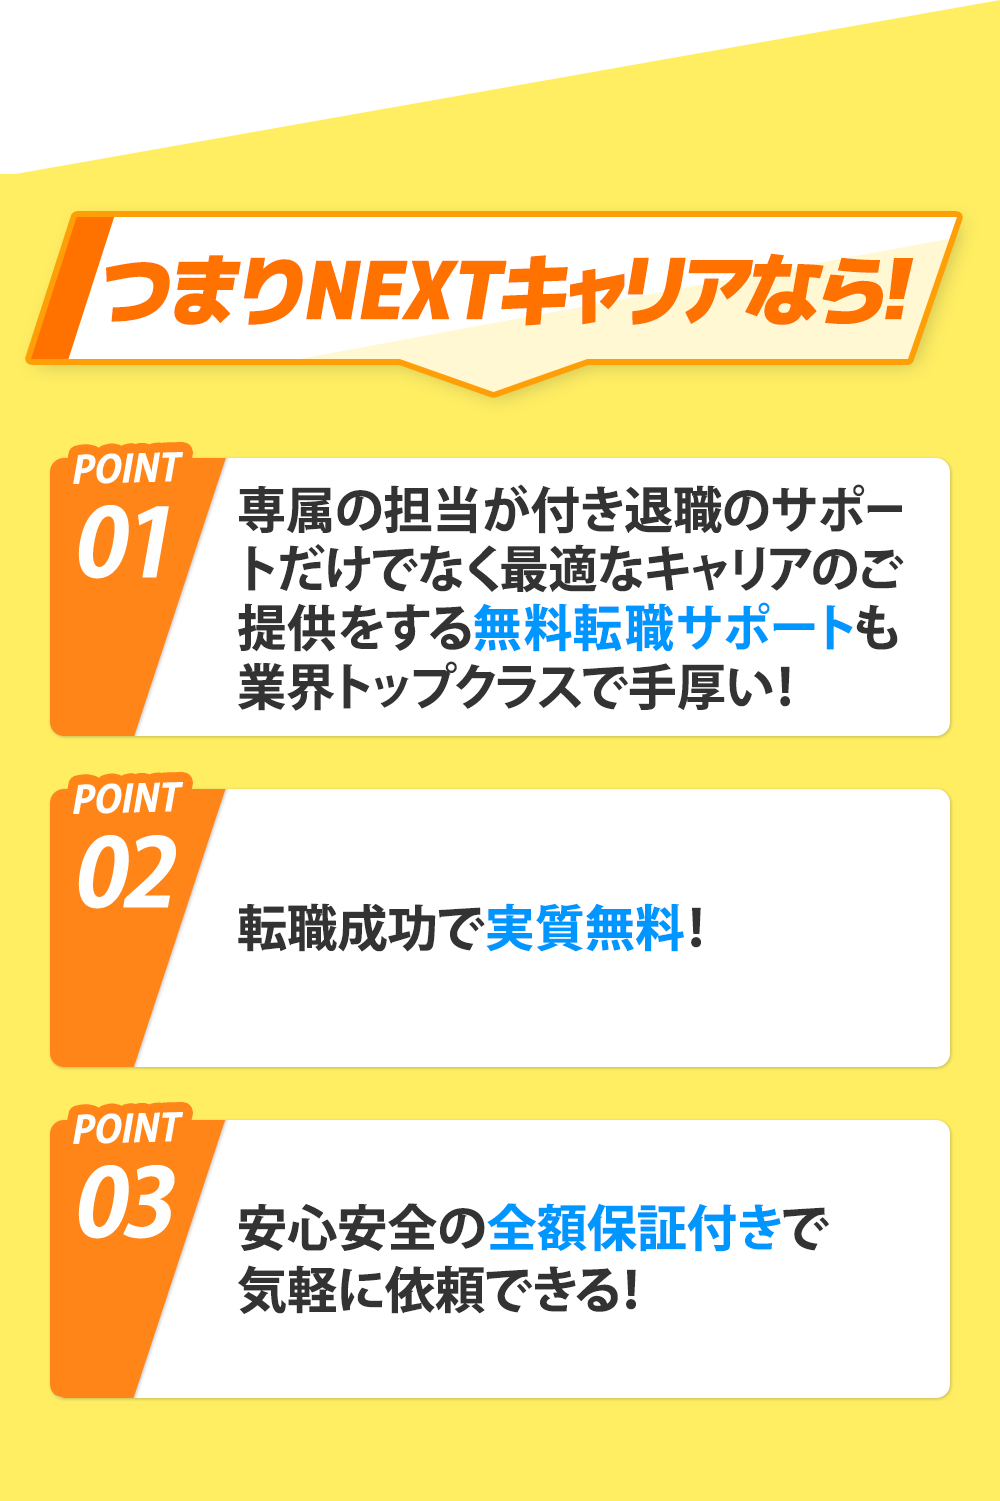 つまりNEXTキャリアなら!
POINT
01
専属の担当が付き退職のサポー
トだけでなく最適なキャリアのご
提供をする無料転職サポートも
業界トップクラスで手厚い!
POINT
02
転職成功で実質無料!
POINT
03
安心安全の全額保証付きで
気軽に依頼できる!